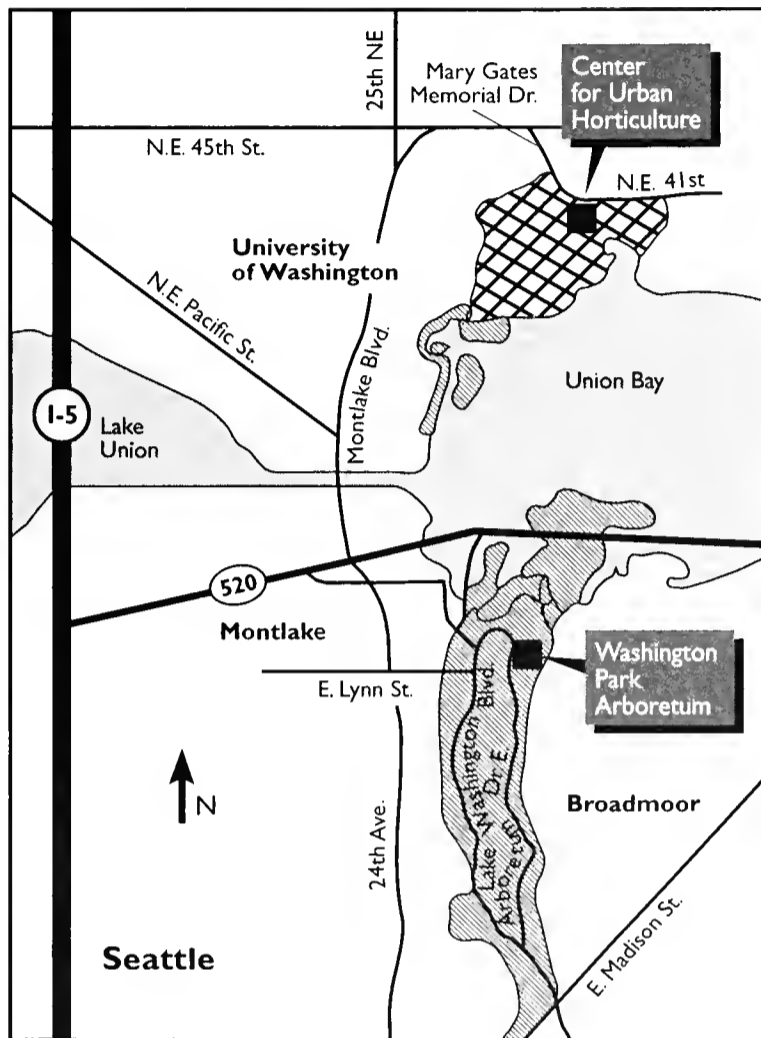 25th NE
Mary Gates
Memorial Dr.
Center
for Urban
Horticulture
N.E. 45th St.
N.E. 41st
University
of Washington
N.E. Pacific St.
Montlake Blvd.
Union Bay
I-5
Lake
Union
520
Montlake
E. Lynn St.
Washington
Park
Arboretum
Lake Washington Blvd.
Arboretum Dr. E.
N
24th Ave.
Broadmoor
E. Madison St.
Seattle